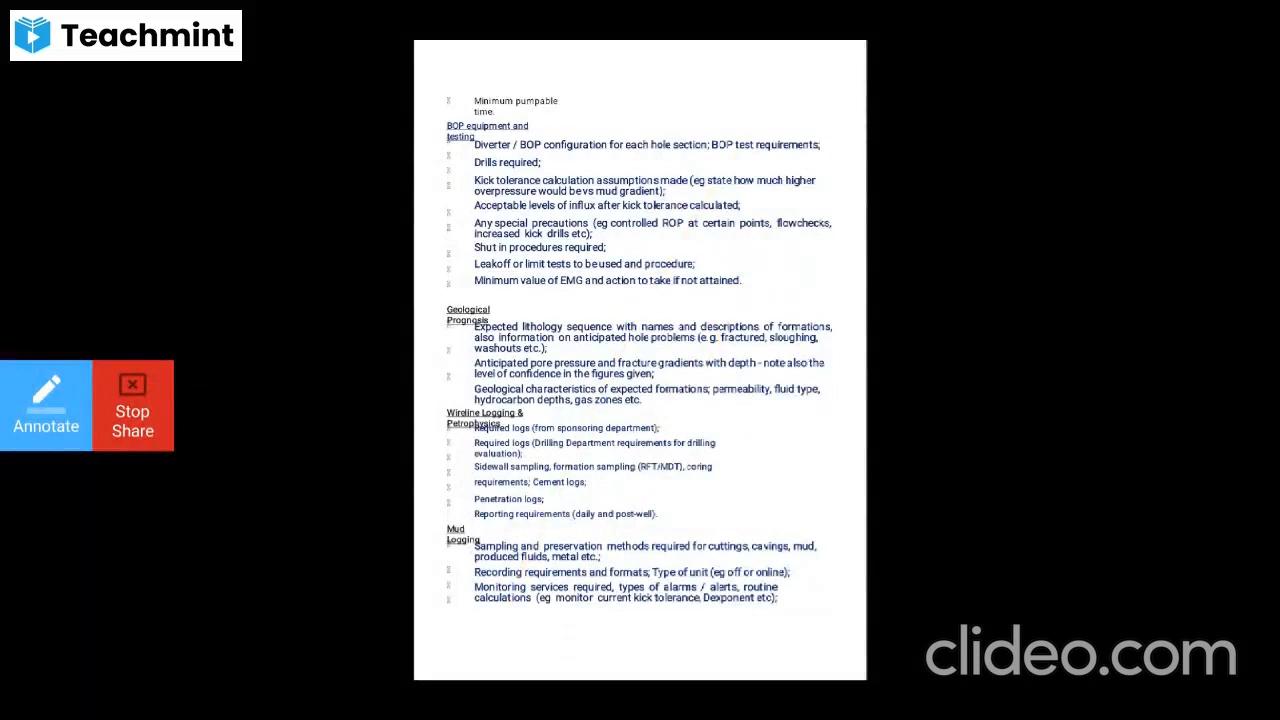 Teachmint
Minimum pumpable
time.
BOP equipment and
testing
Diverter / BOP configuration for each hole section; BOP test requirements;
Drills required;
Kick tolerance calculation assumptions made (eg state how much higher
overpressure would be vs mud gradient);
Acceptable levels of influx after kick tolerance calculated;
Any special precautions (eg controlled ROP at certain points, flowchecks,
increased kick drills etc);
Shut in procedures required;
Leakoff or limit tests to be used and procedure;
Minimum value of EMG and action to take if not attained.
Geological
Prognosis
Expected lithology sequence with names and descriptions of formations,
also information on anticipated hole problems (e.g. fractured, sloughing,
washouts etc.);
Anticipated pore pressure and fracture gradients with depth - note also the
level of confidence in the figures given;
Geological characteristics of expected formations; permeability, fluid type,
hydrocarbon depths, gas zones etc.
Wireline Logging &
Petrophysics
Required logs (from sponsoring department);
Required logs (Drilling Department requirements for drilling
evaluation);
Sidewall sampling, formation sampling (RFT/MDT), coring
requirements; Cement logs;
Penetration logs;
Reporting requirements (daily and post-well).
Mud
Logging
Sampling and preservation methods required for cuttings, cavings, mud,
produced fluids, metal etc.;
Recording requirements and formats; Type of unit (eg off or online);
Monitoring services required, types of alarms / alerts, routine
calculations (eg monitor current kick tolerance, Dexponent etc);
Annotate
Stop
Share
clideo.com